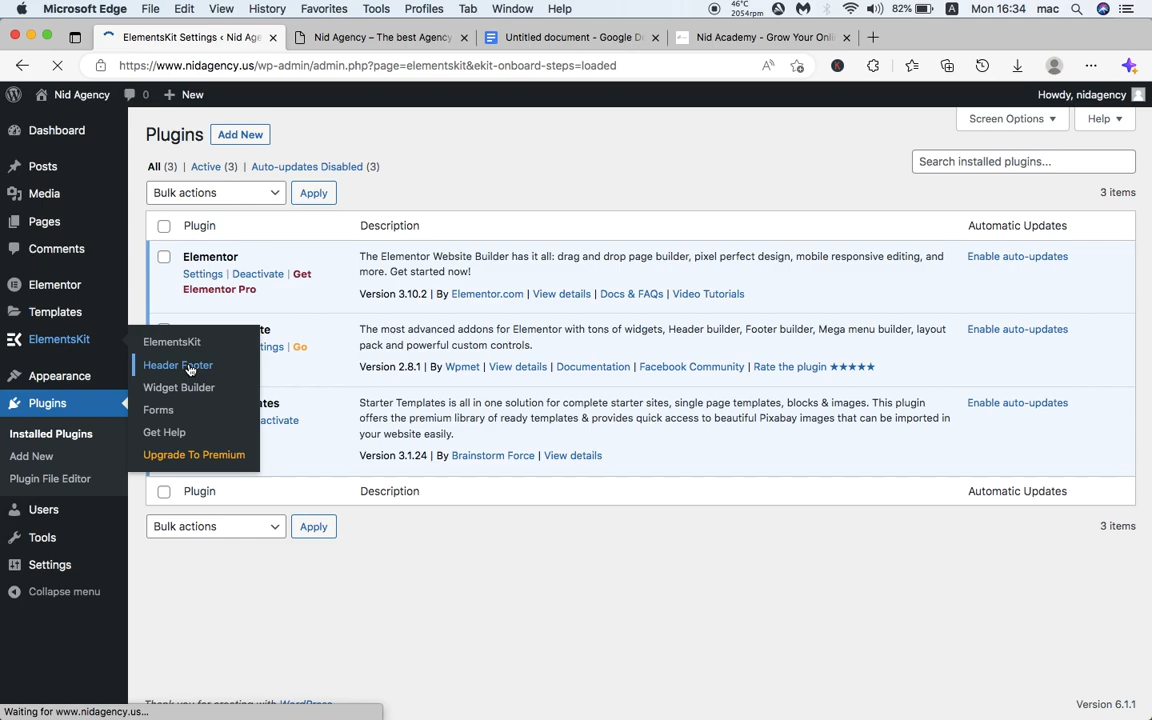 Microsoft Edge File Edit View History Favorites Tools Profiles Tab Window Help 46°C 2054rpm 82% A Mon 16:34 mac
ElementsKit Settings ‹ Nid Age Nid Agency – The best Agency Untitled document - Google D Nid Academy - Grow Your Onli
https://www.nidagency.us/wp-admin/admin.php?page=elementskit&ekit-onboard-steps=loaded
Nid Agency 0 New Howdy, nidagency
Screen Options Help
Dashboard
Posts
Media
Pages
Comments
Elementor
Templates
ElementsKit
Appearance
Plugins
Installed Plugins
Add New
Plugin File Editor
Users
Tools
Settings
Collapse menu
ElementsKit
Header Footer
Widget Builder
Forms
Get Help
Upgrade To Premium
Plugins Add New
All (3) | Active (3) | Auto-updates Disabled (3)
Search installed plugins...
Bulk actions Apply 3 items
Plugin Description Automatic Updates
Elementor The Elementor Website Builder has it all: drag and drop page builder, pixel perfect design, mobile responsive editing, and Enable auto-updates
Settings | Deactivate | Get more. Get started now!
Elementor Pro Version 3.10.2 | By Elementor.com | View details | Docs & FAQs | Video Tutorials
te The most advanced addons for Elementor with tons of widgets, Header builder, Footer builder, Mega menu builder, layout Enable auto-updates
tings | Go pack and powerful custom controls.
Version 2.8.1 | By Wpmet | View details | Documentation | Facebook Community | Rate the plugin ★★★★★
ates Starter Templates is all in one solution for complete starter sites, single page templates, blocks & images. This plugin Enable auto-updates
activate offers the premium library of ready templates & provides quick access to beautiful Pixabay images that can be imported in
your website easily.
Version 3.1.24 | By Brainstorm Force | View details
Plugin Description Automatic Updates
Bulk actions Apply 3 items
Thank you for creating with WordPress Version 6.1.1
Waiting for www.nidagency.us...